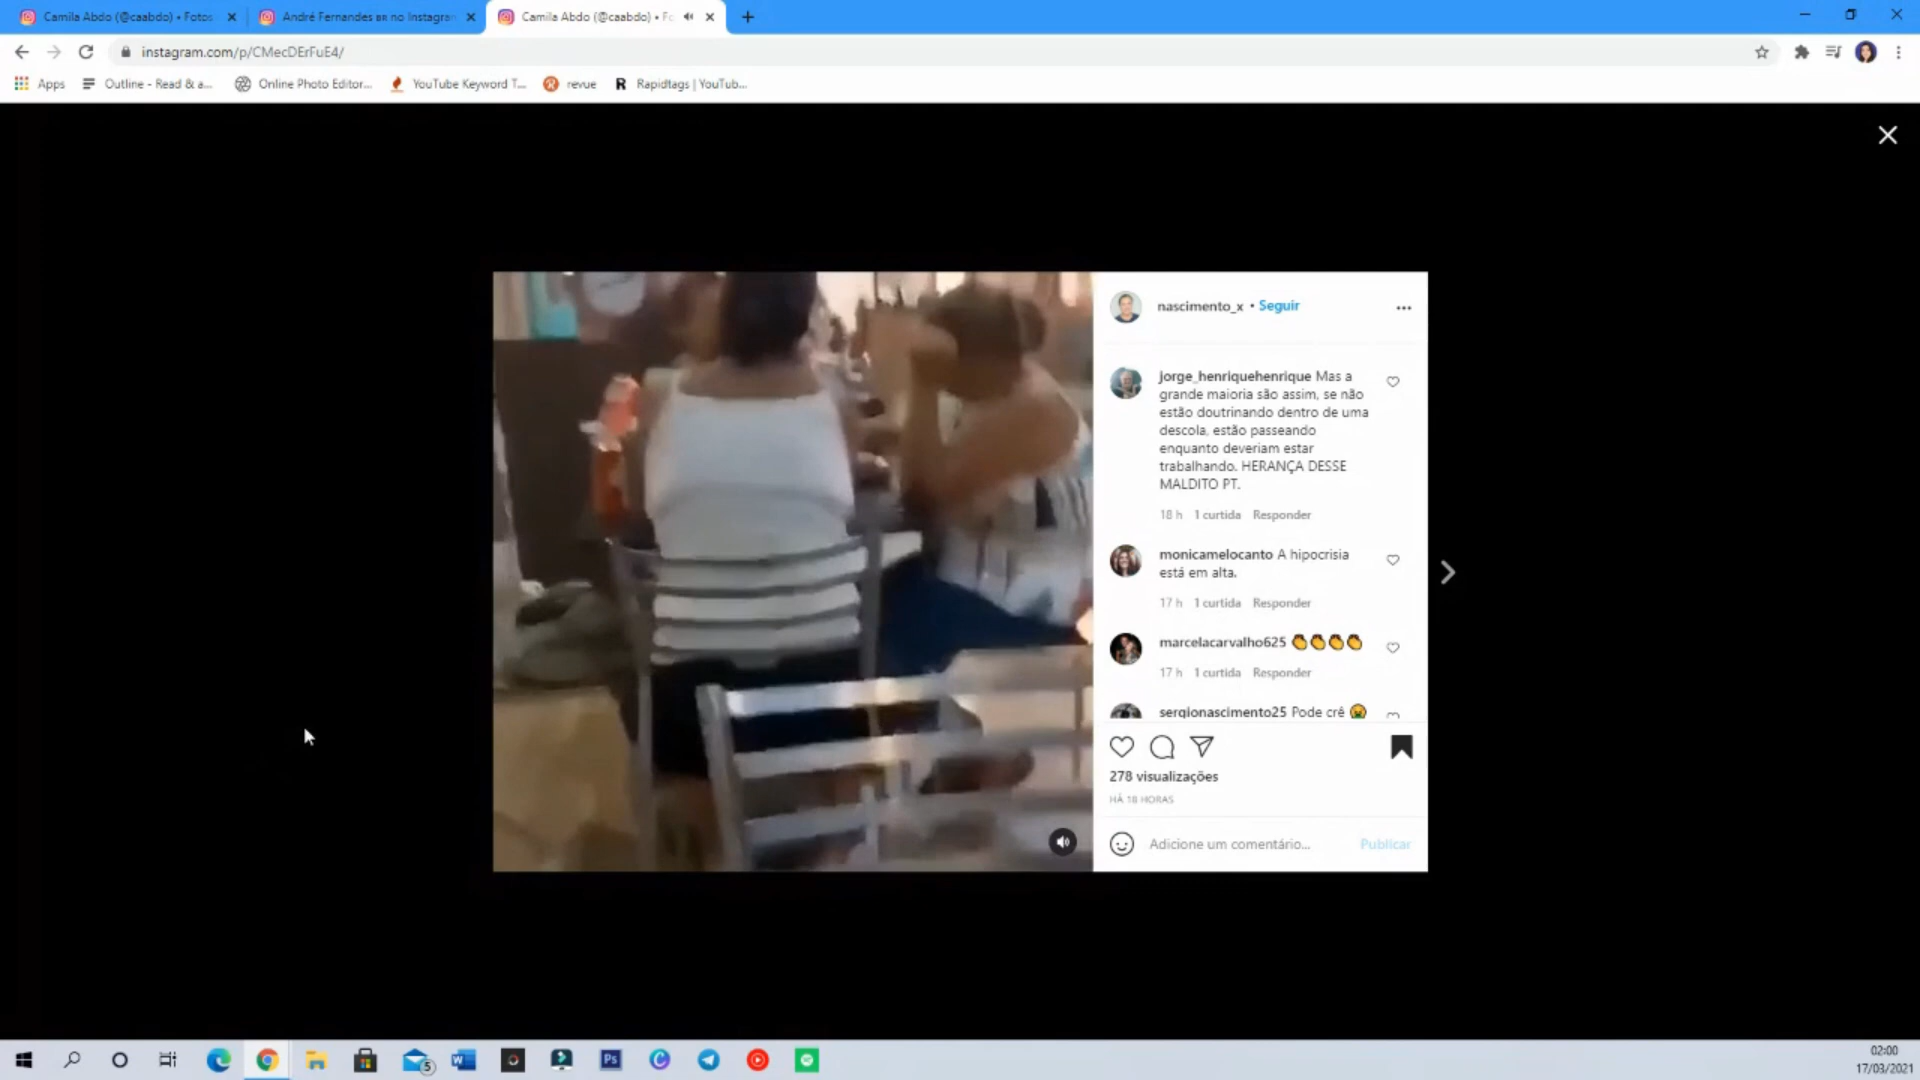 Camila Abdo (@caabdo) • Fotos
André Fernandes BR no Instagram
Camila Abdo (@caabdo) • Fo
instagram.com/p/CMecDErFuE4/
Apps
Outline - Read & a...
Online Photo Editor...
YouTube Keyword T...
revue
R Rapidtags | YouTub...
nascimento_x • Seguir
jorge_henriquehenrique Mas a
grande maioria são assim, se não
estão doutrinando dentro de uma
descola, estão passeando
enquanto deveriam estar
trabalhando. HERANÇA DESSE
MALDITO PT.
18 h 1 curtida Responder
monicamelocanto A hipocrisia
está em alta.
17 h 1 curtida Responder
marcelacarvalho625 👏👏👏👏
17 h 1 curtida Responder
sergionascimento25 Pode crê
278 visualizações
HÁ 18 HORAS
Adicione um comentário...
Publicar
5
Ps
02:00
17/03/2021